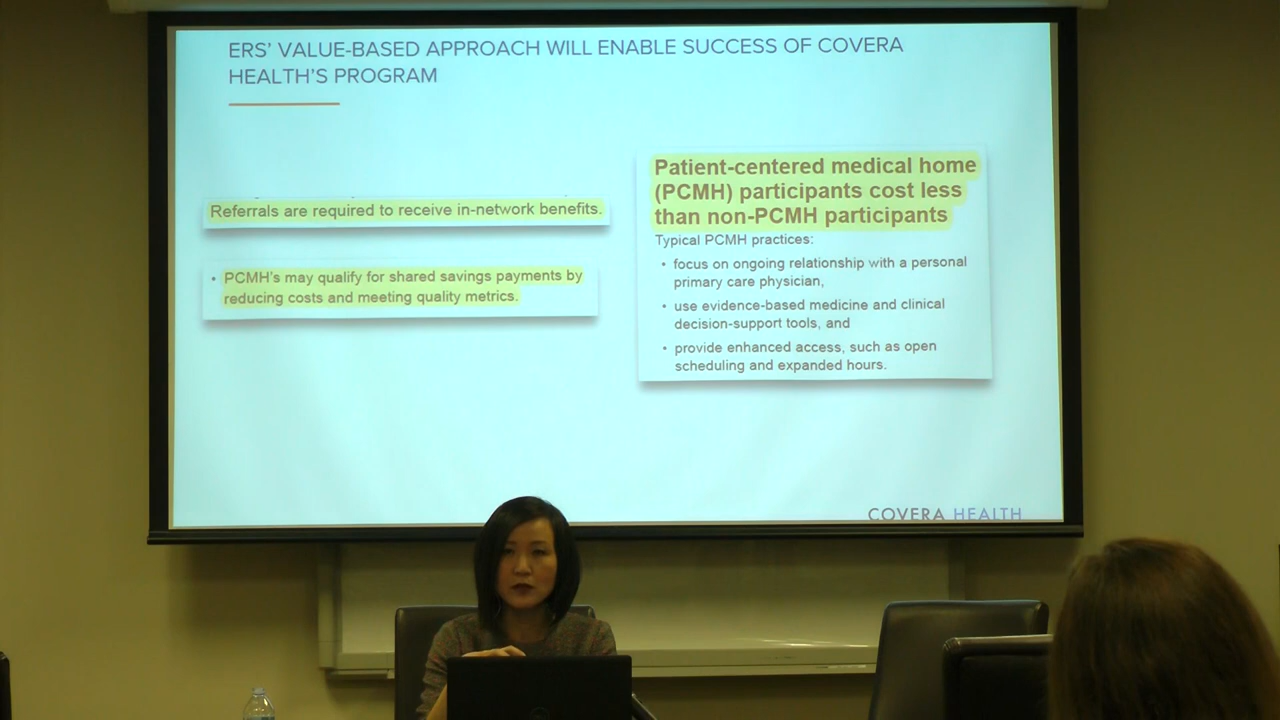 ERS’ VALUE-BASED APPROACH WILL ENABLE SUCCESS OF COVERA
HEALTH’S PROGRAM
Referrals are required to receive in-network benefits.
• PCMH’s may qualify for shared savings payments by
reducing costs and meeting quality metrics.
Patient-centered medical home
(PCMH) participants cost less
than non-PCMH participants
Typical PCMH practices:
• focus on ongoing relationship with a personal
primary care physician,
• use evidence-based medicine and clinical
decision-support tools, and
• provide enhanced access, such as open
scheduling and expanded hours.
COVERA HEALTH